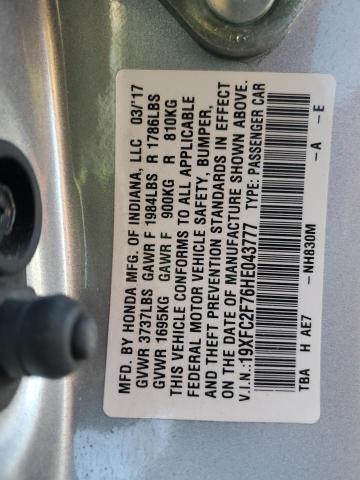 MFD. BY HONDA MFG. OF INDIANA, LLC 03/'17
GVWR 3737LBS GAWR F 1984LBS R 1786LBS
GVWR 1695KG GAWR F 900KG R 810KG
THIS VEHICLE CONFORMS TO ALL APPLICABLE
FEDERAL MOTOR VEHICLE SAFETY, BUMPER,
AND THEFT PREVENTION STANDARDS IN EFFECT
ON THE DATE OF MANUFACTURE SHOWN ABOVE.
V.I.N.:19XFC2F76HE043777 TYPE: PASSENGER CAR
TBA H AE7 -NH830M -A -E